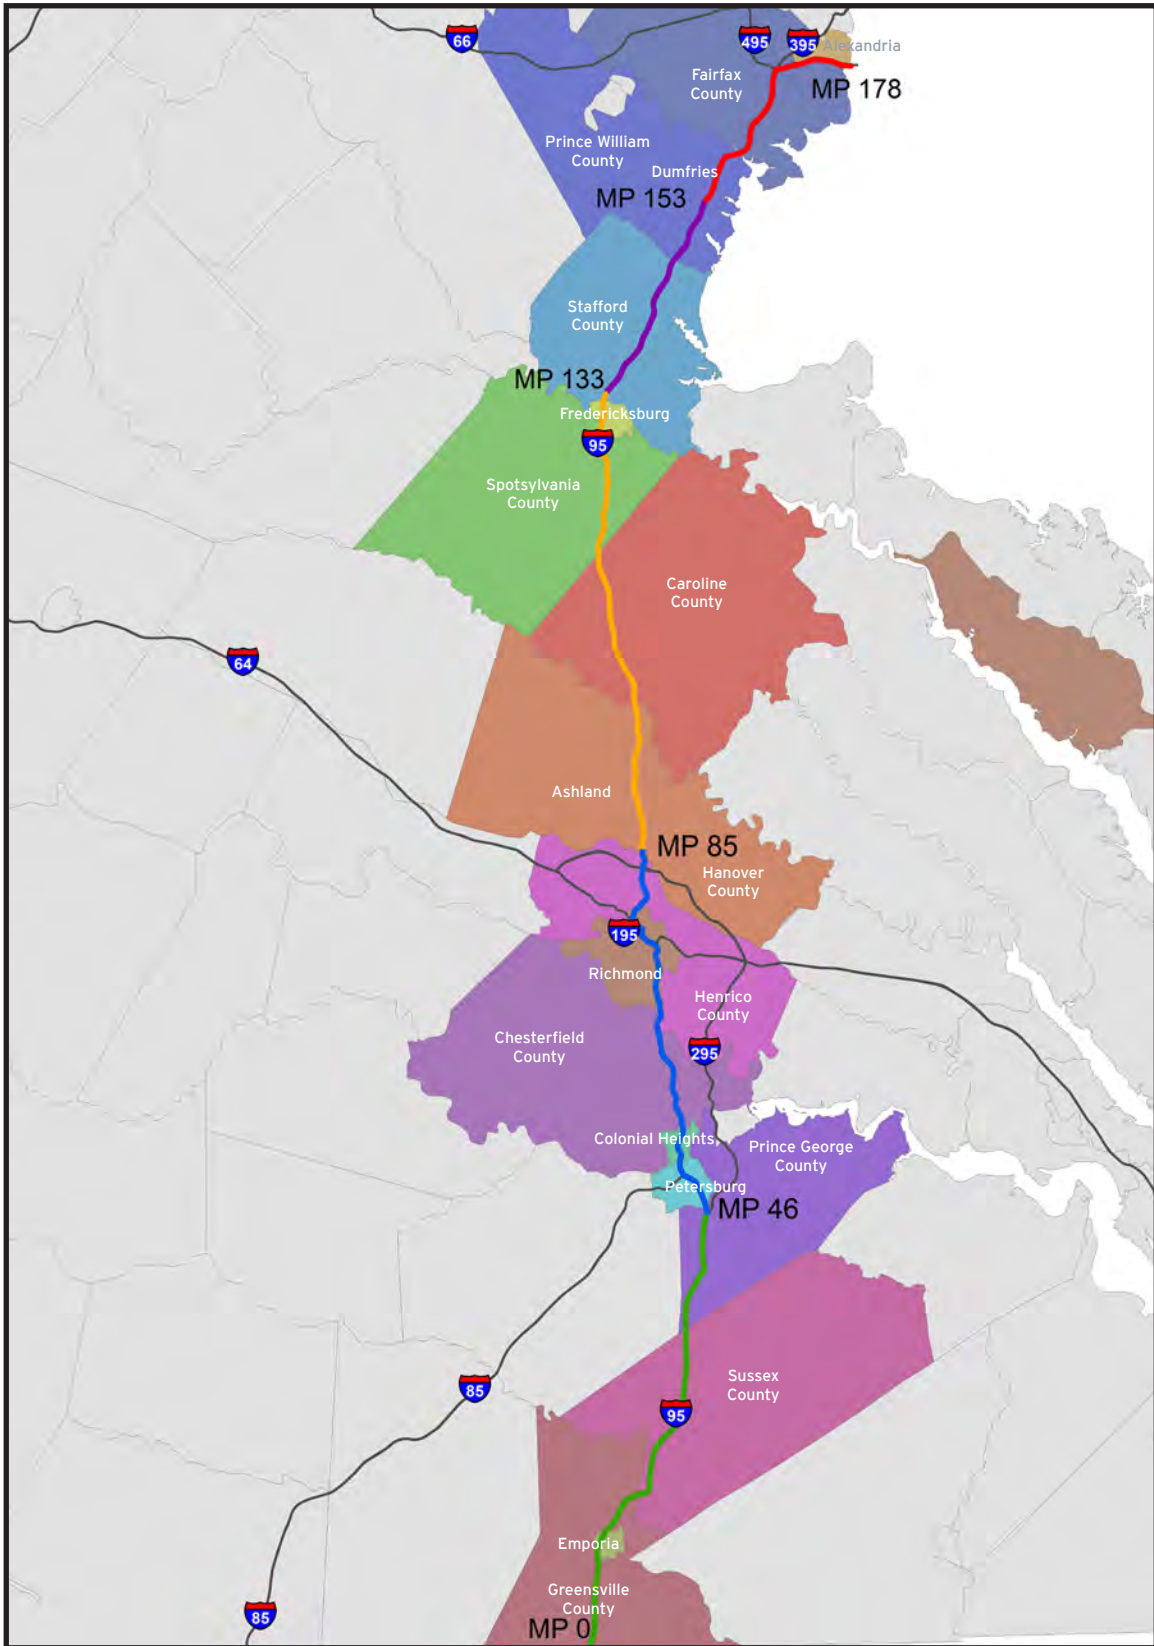 66
495
395
Alexandria
Fairfax
County
MP 178
Prince William
County
Dumfries
MP 153
Stafford
County
MP 133
Fredericksburg
95
Spotsylvania
County
Caroline
County
64
Ashland
MP 85
Hanover
County
195
Richmond
Henrico
County
Chesterfield
County
295
Colonial Heights
Prince George
County
Petersburg
MP 46
Sussex
County
85
95
Emporia
Greensville
County
85
MP 0